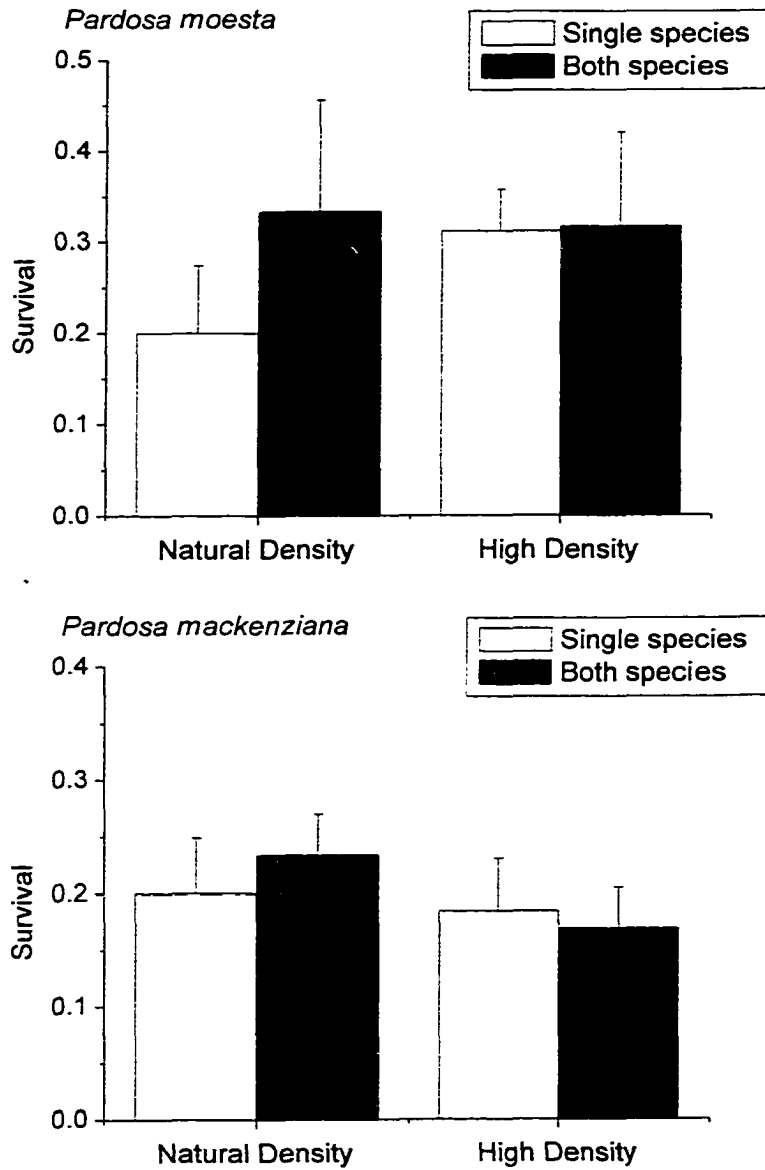 Pardosa moesta
Single species
Both species
0.5
0.4
0.3
0.2
0.1
0.0
Survival
Natural Density
High Density
Pardosa mackenziana
Single species
Both species
0.4
0.3
0.2
0.1
0.0
Survival
Natural Density
High Density